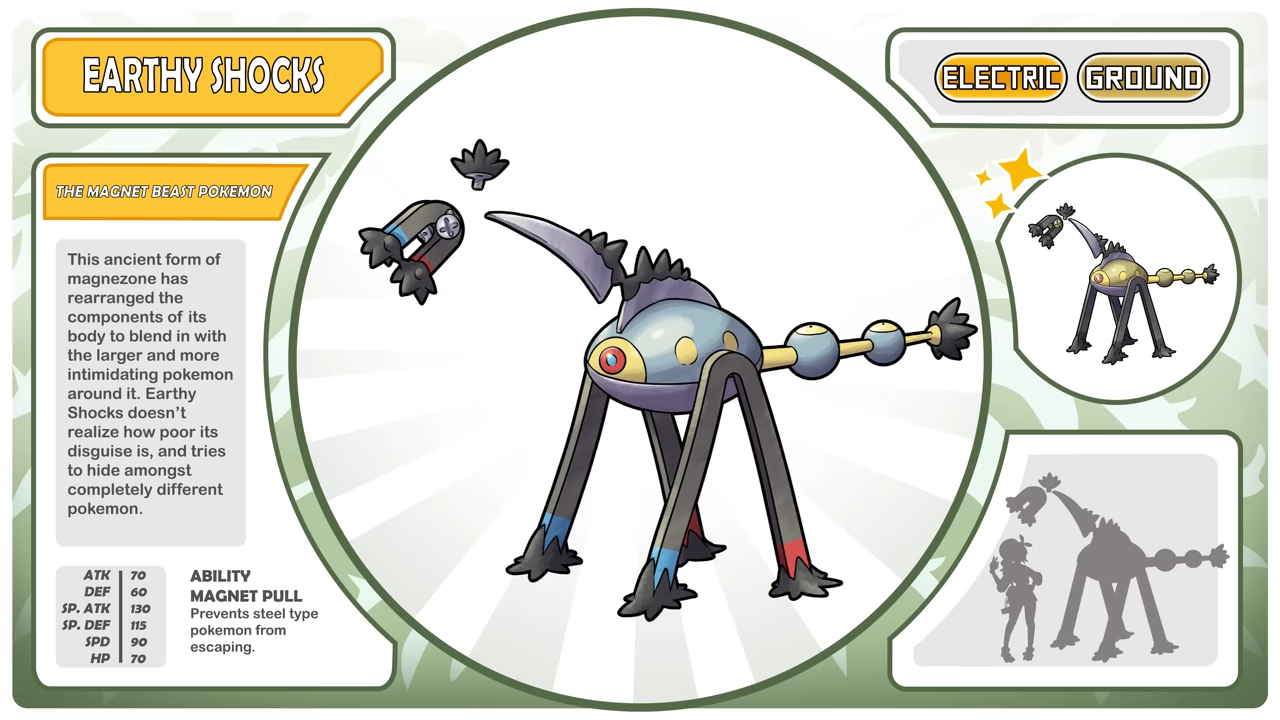 EARTHY SHOCKS
ELECTRIC GROUND
THE MAGNET BEAST POKEMON
This ancient form of
magnezone has
rearranged the
components of its
body to blend in with
the larger and more
intimidating pokemon
around it. Earthy
Shocks doesn't
realize how poor its
disguise is, and tries
to hide amongst
completely different
pokemon.
ATK 70
DEF 60
SP. ATK 130
SP. DEF 115
SPD 90
HP 70
ABILITY
MAGNET PULL
Prevents steel type
pokemon from
escaping.